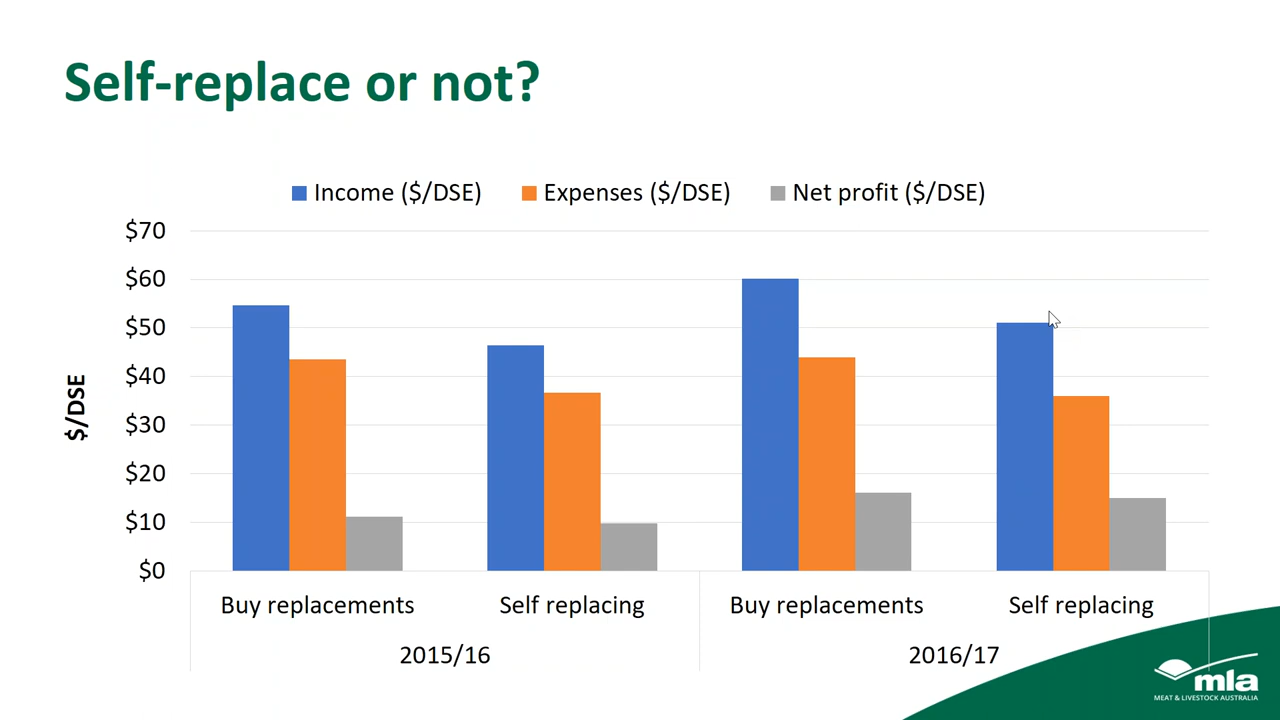 Self-replace or not?
Income ($/DSE) Expenses ($/DSE) Net profit ($/DSE)
$70
$60
$50
$40
$30
$20
$10
$0
$/DSE
Buy replacements Self replacing Buy replacements Self replacing
2015/16 2016/17
mla
MEAT & LIVESTOCK AUSTRALIA